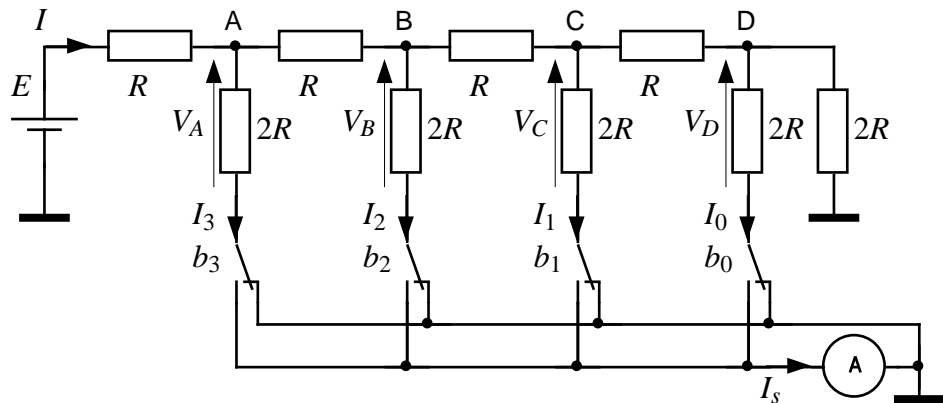 I A B C D
R R R R
E V_A 2R V_B 2R V_C 2R V_D 2R 2R
I_3 I_2 I_1 I_0
b_3 b_2 b_1 b_0
A
I_s